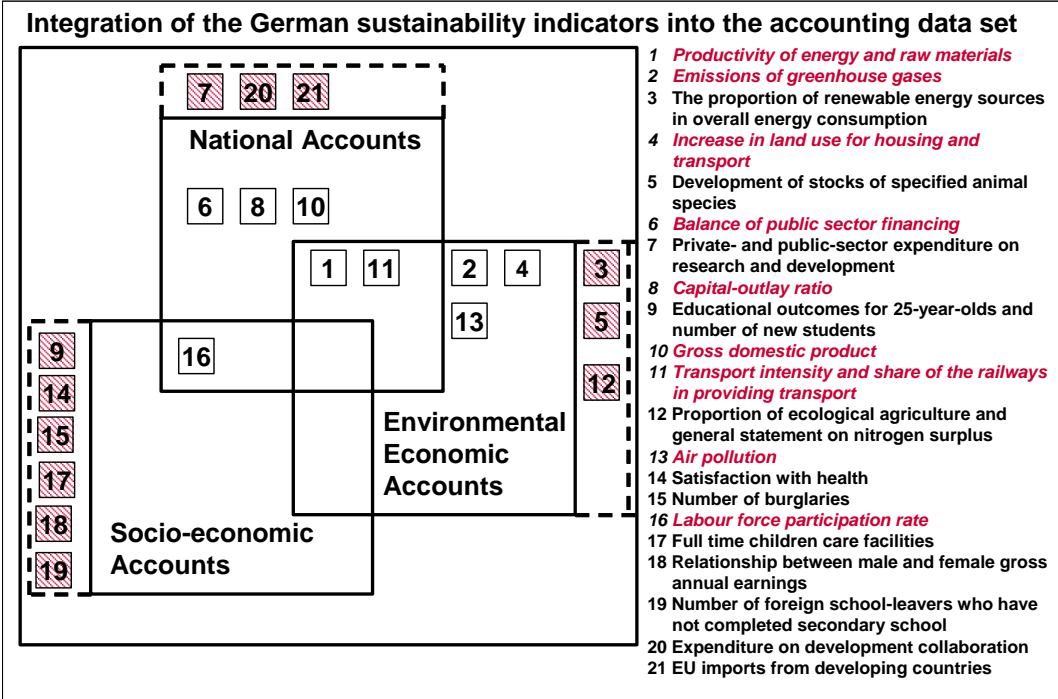 Integration of the German sustainability indicators into the accounting data set
7 20 21
National Accounts
6 8 10
1 11 2 4 3
13 5
16 12
9
14
15
17
18
19
Environmental
Economic
Accounts
Socio-economic
Accounts
1 Productivity of energy and raw materials
2 Emissions of greenhouse gases
3 The proportion of renewable energy sources
in overall energy consumption
4 Increase in land use for housing and
transport
5 Development of stocks of specified animal
species
6 Balance of public sector financing
7 Private- and public-sector expenditure on
research and development
8 Capital-outlay ratio
9 Educational outcomes for 25-year-olds and
number of new students
10 Gross domestic product
11 Transport intensity and share of the railways
in providing transport
12 Proportion of ecological agriculture and
general statement on nitrogen surplus
13 Air pollution
14 Satisfaction with health
15 Number of burglaries
16 Labour force participation rate
17 Full time children care facilities
18 Relationship between male and female gross
annual earnings
19 Number of foreign school-leavers who have
not completed secondary school
20 Expenditure on development collaboration
21 EU imports from developing countries